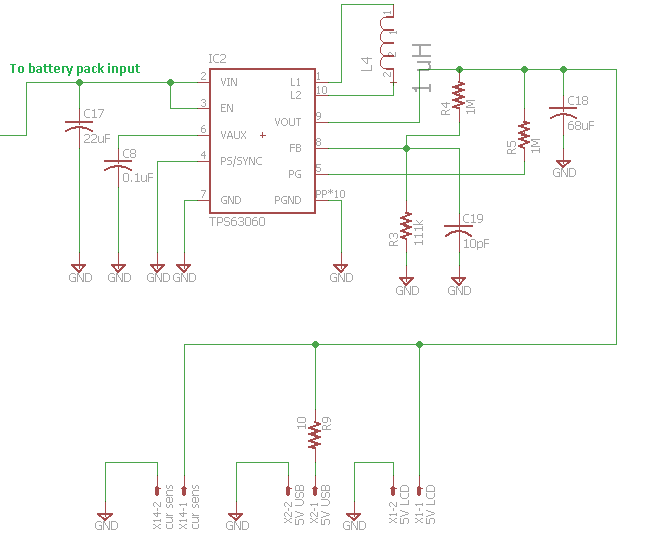 To battery pack input
IC2
2 VIN L1 1
L2 10
3 EN
VOUT 9
6 VAUX
FB 8
4 PS/SYNC
PG 5
7 GND PGND PP*10
TPS63060
C17
22uF
C8
0.1uF
L4
1
2
1uH
R4
1M
R5
1M
C18
68uF
GND
R3
111k
C19
10pF
GND
GND
GND
GND
GND
GND
GND
10
R9
X14-2
cur sens
X14-1
cur sens
X2-2
5V USB
X2-1
5V USB
X1-2
5V LCD
X1-1
5V LCD
GND
GND
GND